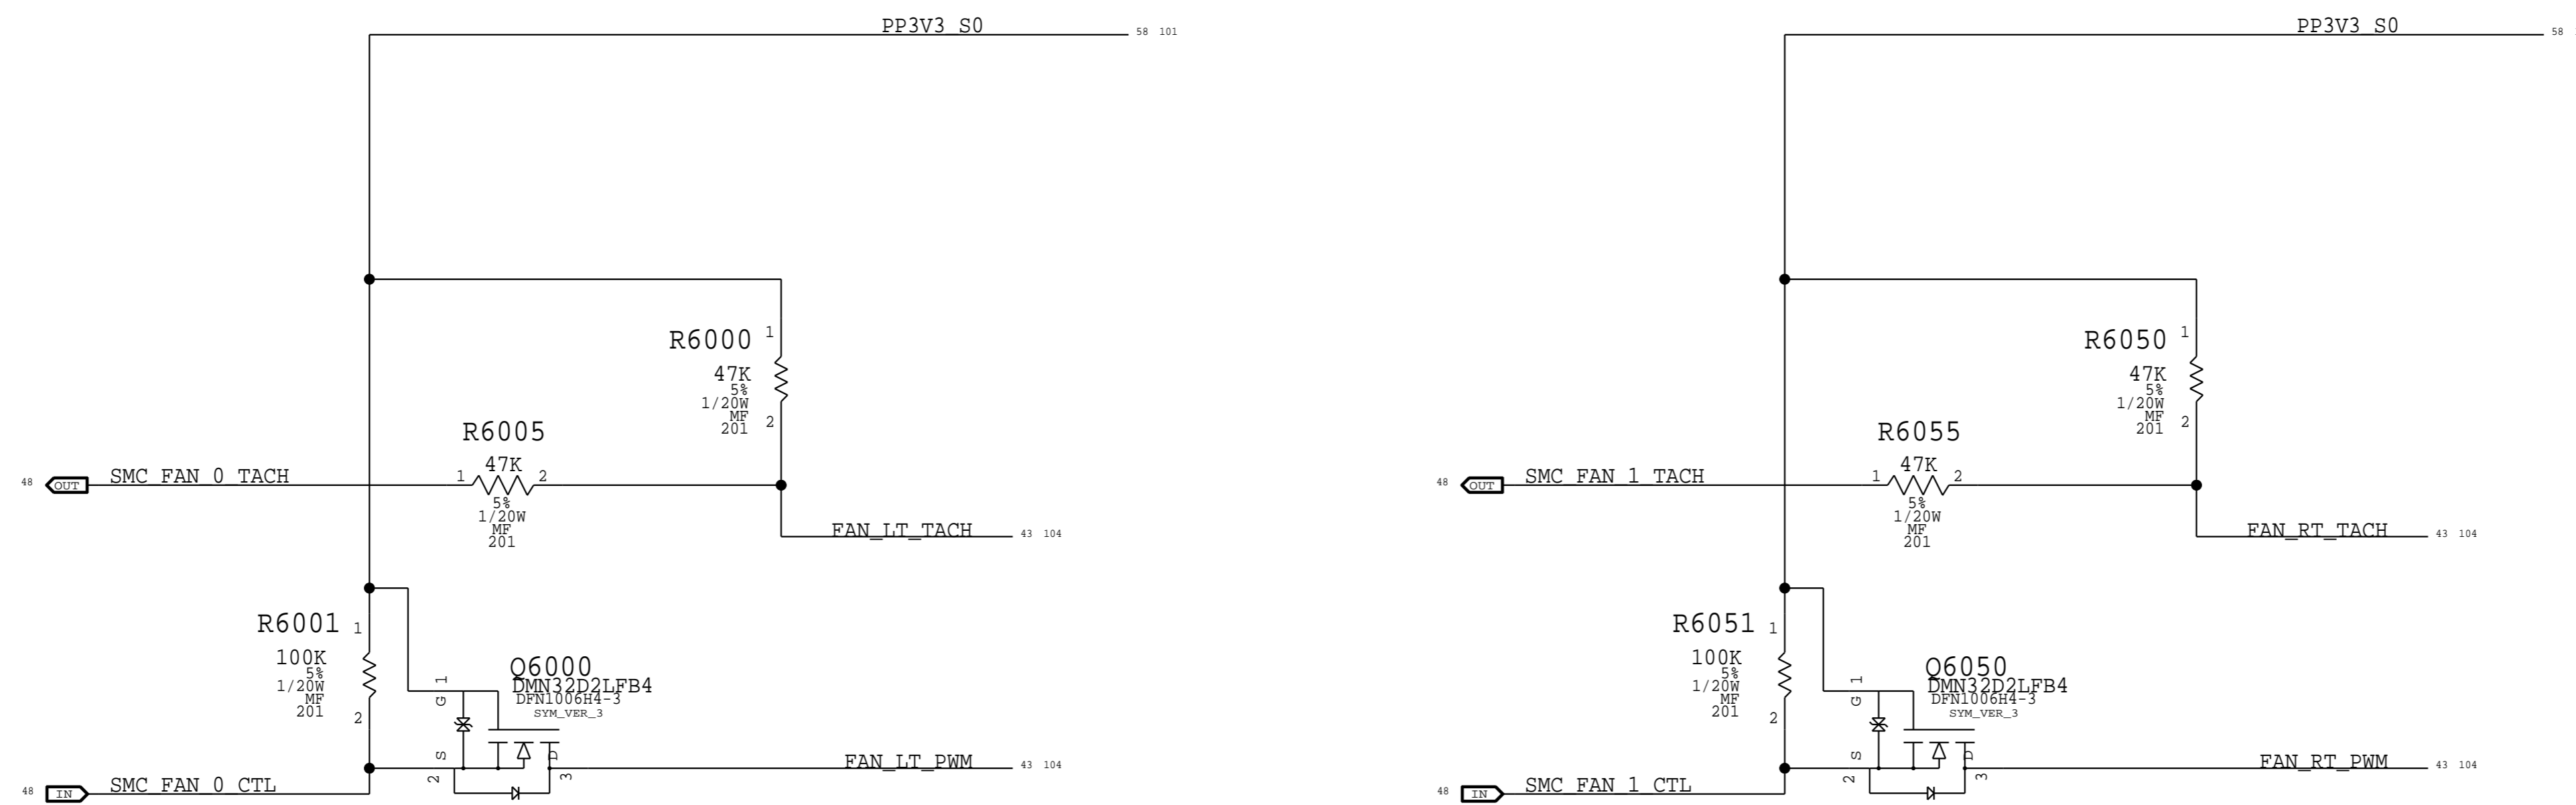 PP3V3_S0 58 101
R6000 1
47K
5%
1/20W
MF
201
2
R6005
47K
1 2
5%
1/20W
MF
201
48 OUT SMC_FAN_0_TACH
FAN_LT_TACH 43 104
R6001 1
100K
5%
1/20W
MF
201
2
Q6000
DMN32D2LFB4
DFN1006H4-3
SYM_VER_3
G 1
S 2
D 3
FAN_LT_PWM 43 104
48 IN SMC_FAN_0_CTL
PP3V3_S0 58
R6050 1
47K
5%
1/20W
MF
201
2
R6055
47K
1 2
5%
1/20W
MF
201
48 OUT SMC_FAN_1_TACH
FAN_RT_TACH 43 104
R6051 1
100K
5%
1/20W
MF
201
2
Q6050
DMN32D2LFB4
DFN1006H4-3
SYM_VER_3
G 1
S 2
D 3
FAN_RT_PWM 43 104
48 IN SMC_FAN_1_CTL